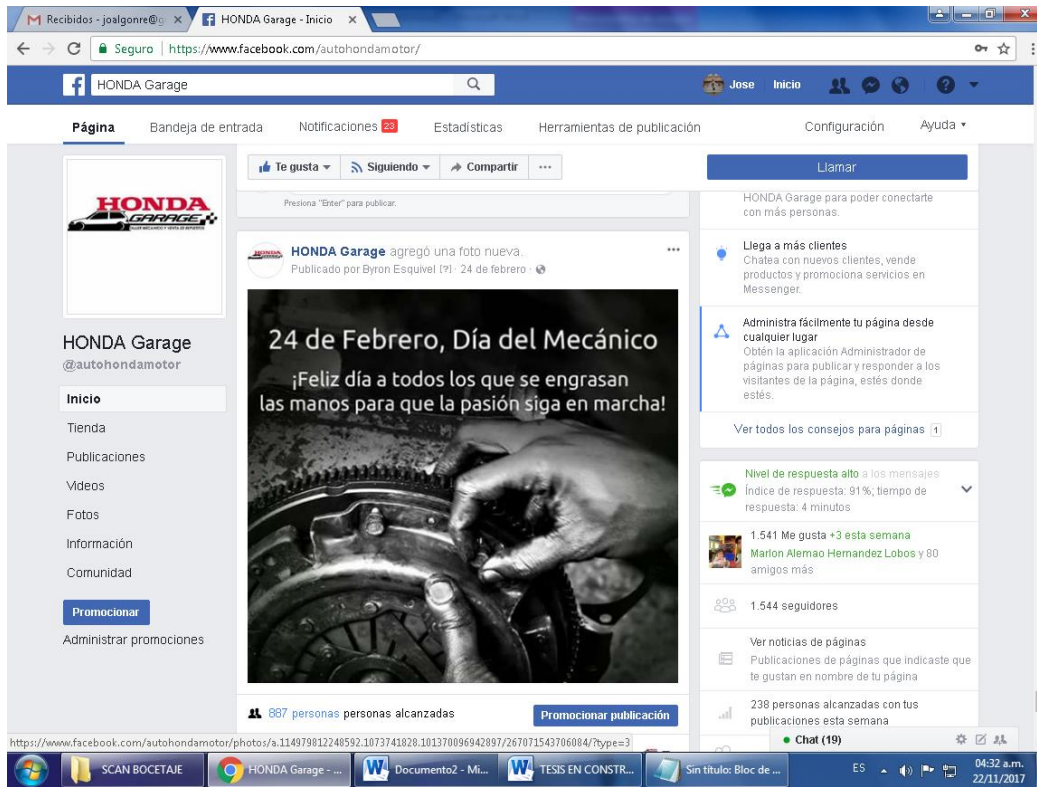 Recibidos - joalgonre@g
HONDA Garage - Inicio
Seguro | https://www.facebook.com/autohondamotor/
HONDA Garage
Jose Inicio
Página Bandeja de entrada Notificaciones 23 Estadísticas Herramientas de publicación Configuración Ayuda
Te gusta Siguiendo Compartir ...
Llamar
HONDA
GARAGE
Presiona "Enter" para publicar.
HONDA Garage agregó una foto nueva.
Publicado por Byron Esquivel [?] · 24 de febrero ·
24 de Febrero, Día del Mecánico
¡Feliz día a todos los que se engrasan
las manos para que la pasión siga en marcha!
887 personas personas alcanzadas
Promocionar publicación
HONDA Garage
@autohondamotor
Inicio
Tienda
Publicaciones
Videos
Fotos
Información
Comunidad
Promocionar
Administrar promociones
HONDA Garage para poder conectarte
con más personas.
Llega a más clientes
Chatea con nuevos clientes, vende
productos y promociona servicios en
Messenger.
Administra fácilmente tu página desde
cualquier lugar
Obtén la aplicación Administrador de
páginas para publicar y responder a los
visitantes de la página, estés donde
estés.
Ver todos los consejos para páginas 1
Nivel de respuesta alto a los mensajes
Índice de respuesta: 91%; tiempo de
respuesta: 4 minutos
1.541 Me gusta +3 esta semana
Marlon Alemao Hernandez Lobos y 80
amigos más
1.544 seguidores
Ver noticias de páginas
Publicaciones de páginas que indicaste que
te gustan en nombre de tu página
238 personas alcanzadas con tus
publicaciones esta semana
Chat (19)
https://www.facebook.com/autohondamotor/photos/a.114979812248592.1073741828.101370096942897/267071543706084/?type=3
SCAN BOCETAJE
HONDA Garage - ...
Documento2 - Mi...
TESIS EN CONSTR...
Sin título: Bloc de ...
ES
04:32 a.m.
22/11/2017